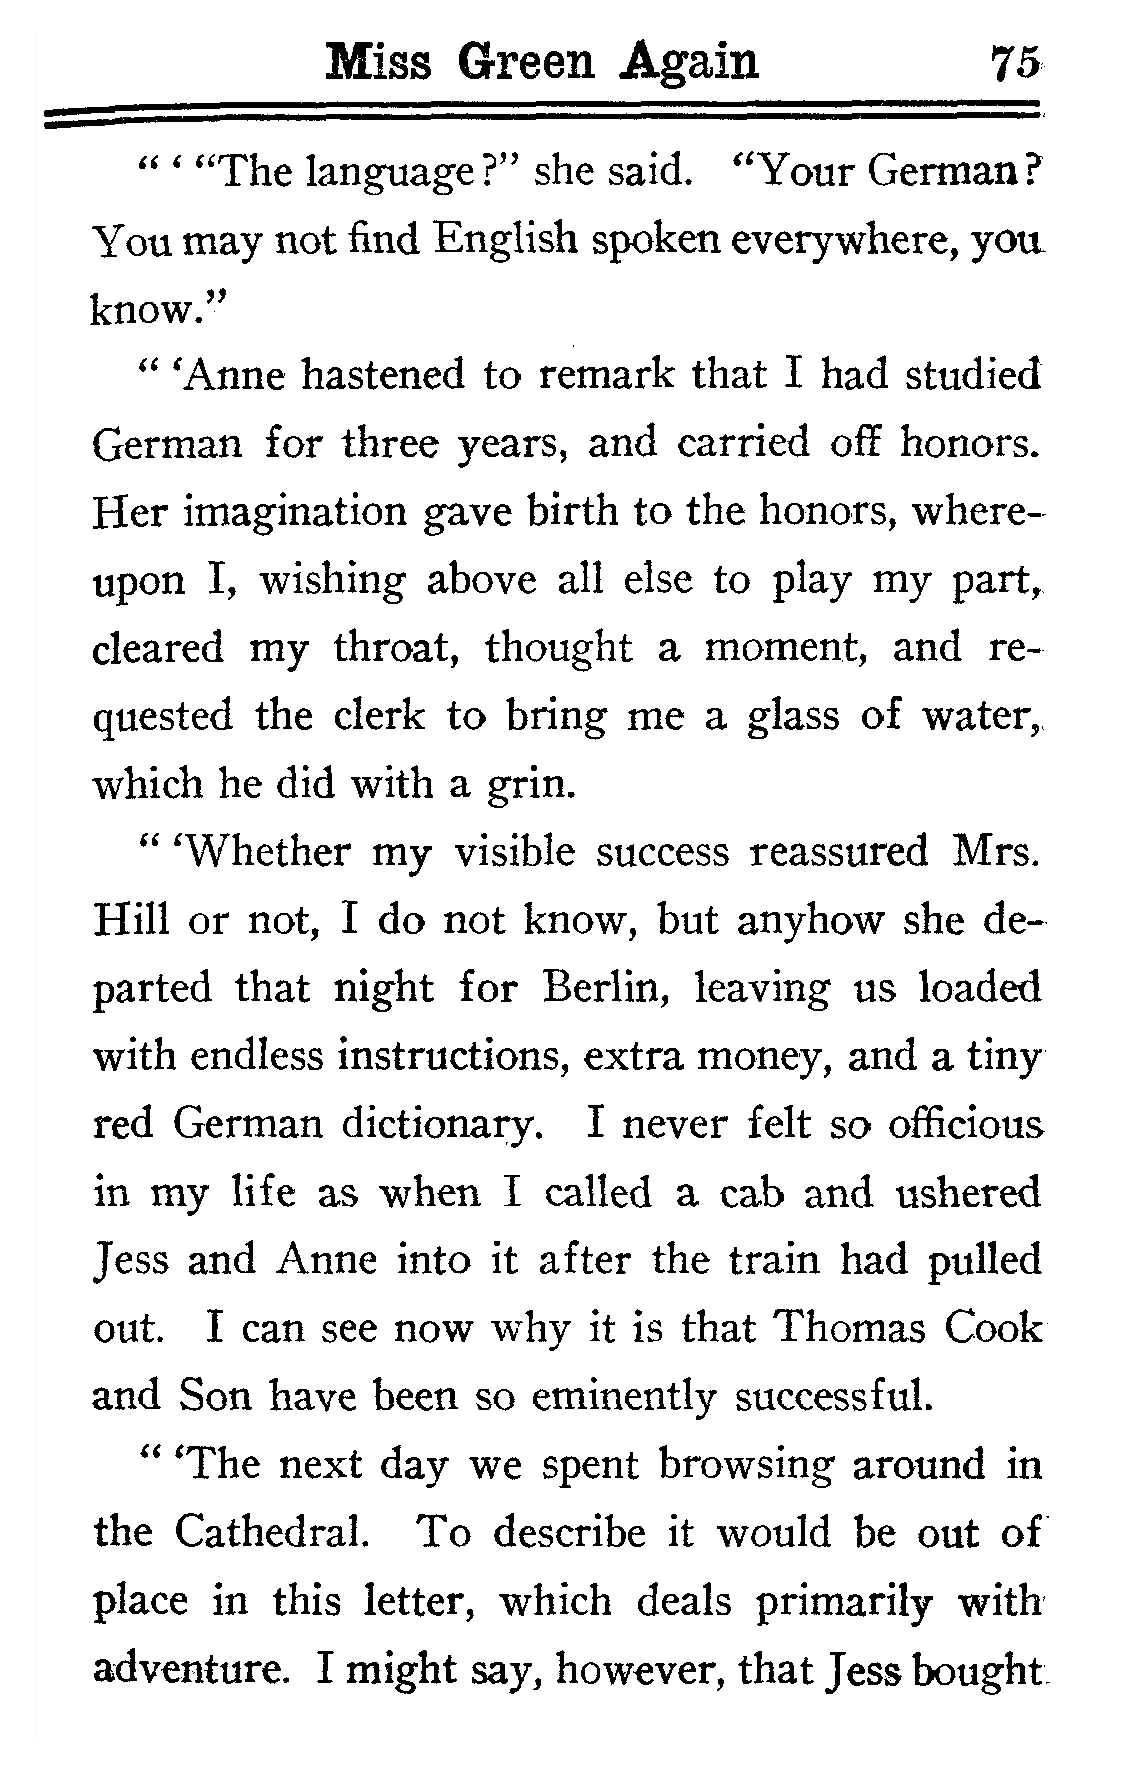 Miss Green Again 75
" ' "The language?" she said. "Your German?
You may not find English spoken everywhere, you
know."
" 'Anne hastened to remark that I had studied
German for three years, and carried off honors.
Her imagination gave birth to the honors, where-
upon I, wishing above all else to play my part,
cleared my throat, thought a moment, and re-
quested the clerk to bring me a glass of water,
which he did with a grin.
" 'Whether my visible success reassured Mrs.
Hill or not, I do not know, but anyhow she de-
parted that night for Berlin, leaving us loaded
with endless instructions, extra money, and a tiny
red German dictionary. I never felt so officious
in my life as when I called a cab and ushered
Jess and Anne into it after the train had pulled
out. I can see now why it is that Thomas Cook
and Son have been so eminently successful.
" 'The next day we spent browsing around in
the Cathedral. To describe it would be out of
place in this letter, which deals primarily with
adventure. I might say, however, that Jess bought